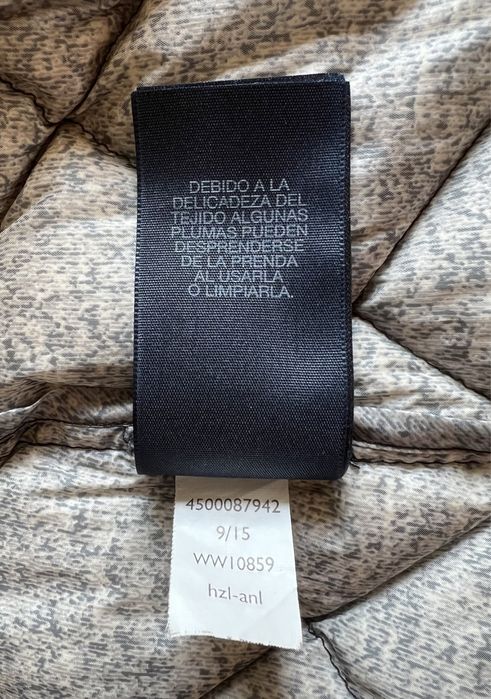 DEBIDO A LA
DELICADEZA DEL
TEJIDO ALGUNAS
PLUMAS PUEDEN
DESPRENDERSE
DE LA PRENDA
AL USARLA
O LIMPIARLA.
4500087942
9/15
WW10859
hzl-anl